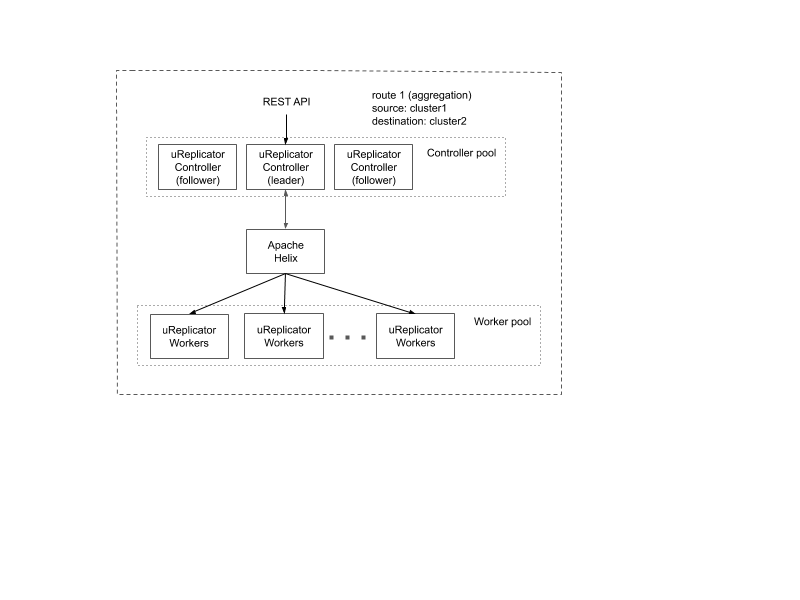 REST API
route 1 (aggregation)
source: cluster1
destination: cluster2
uReplicator
Controller
(follower)
uReplicator
Controller
(leader)
uReplicator
Controller
(follower)
Controller pool
Apache
Helix
uReplicator
Workers
uReplicator
Workers
uReplicator
Workers
Worker pool